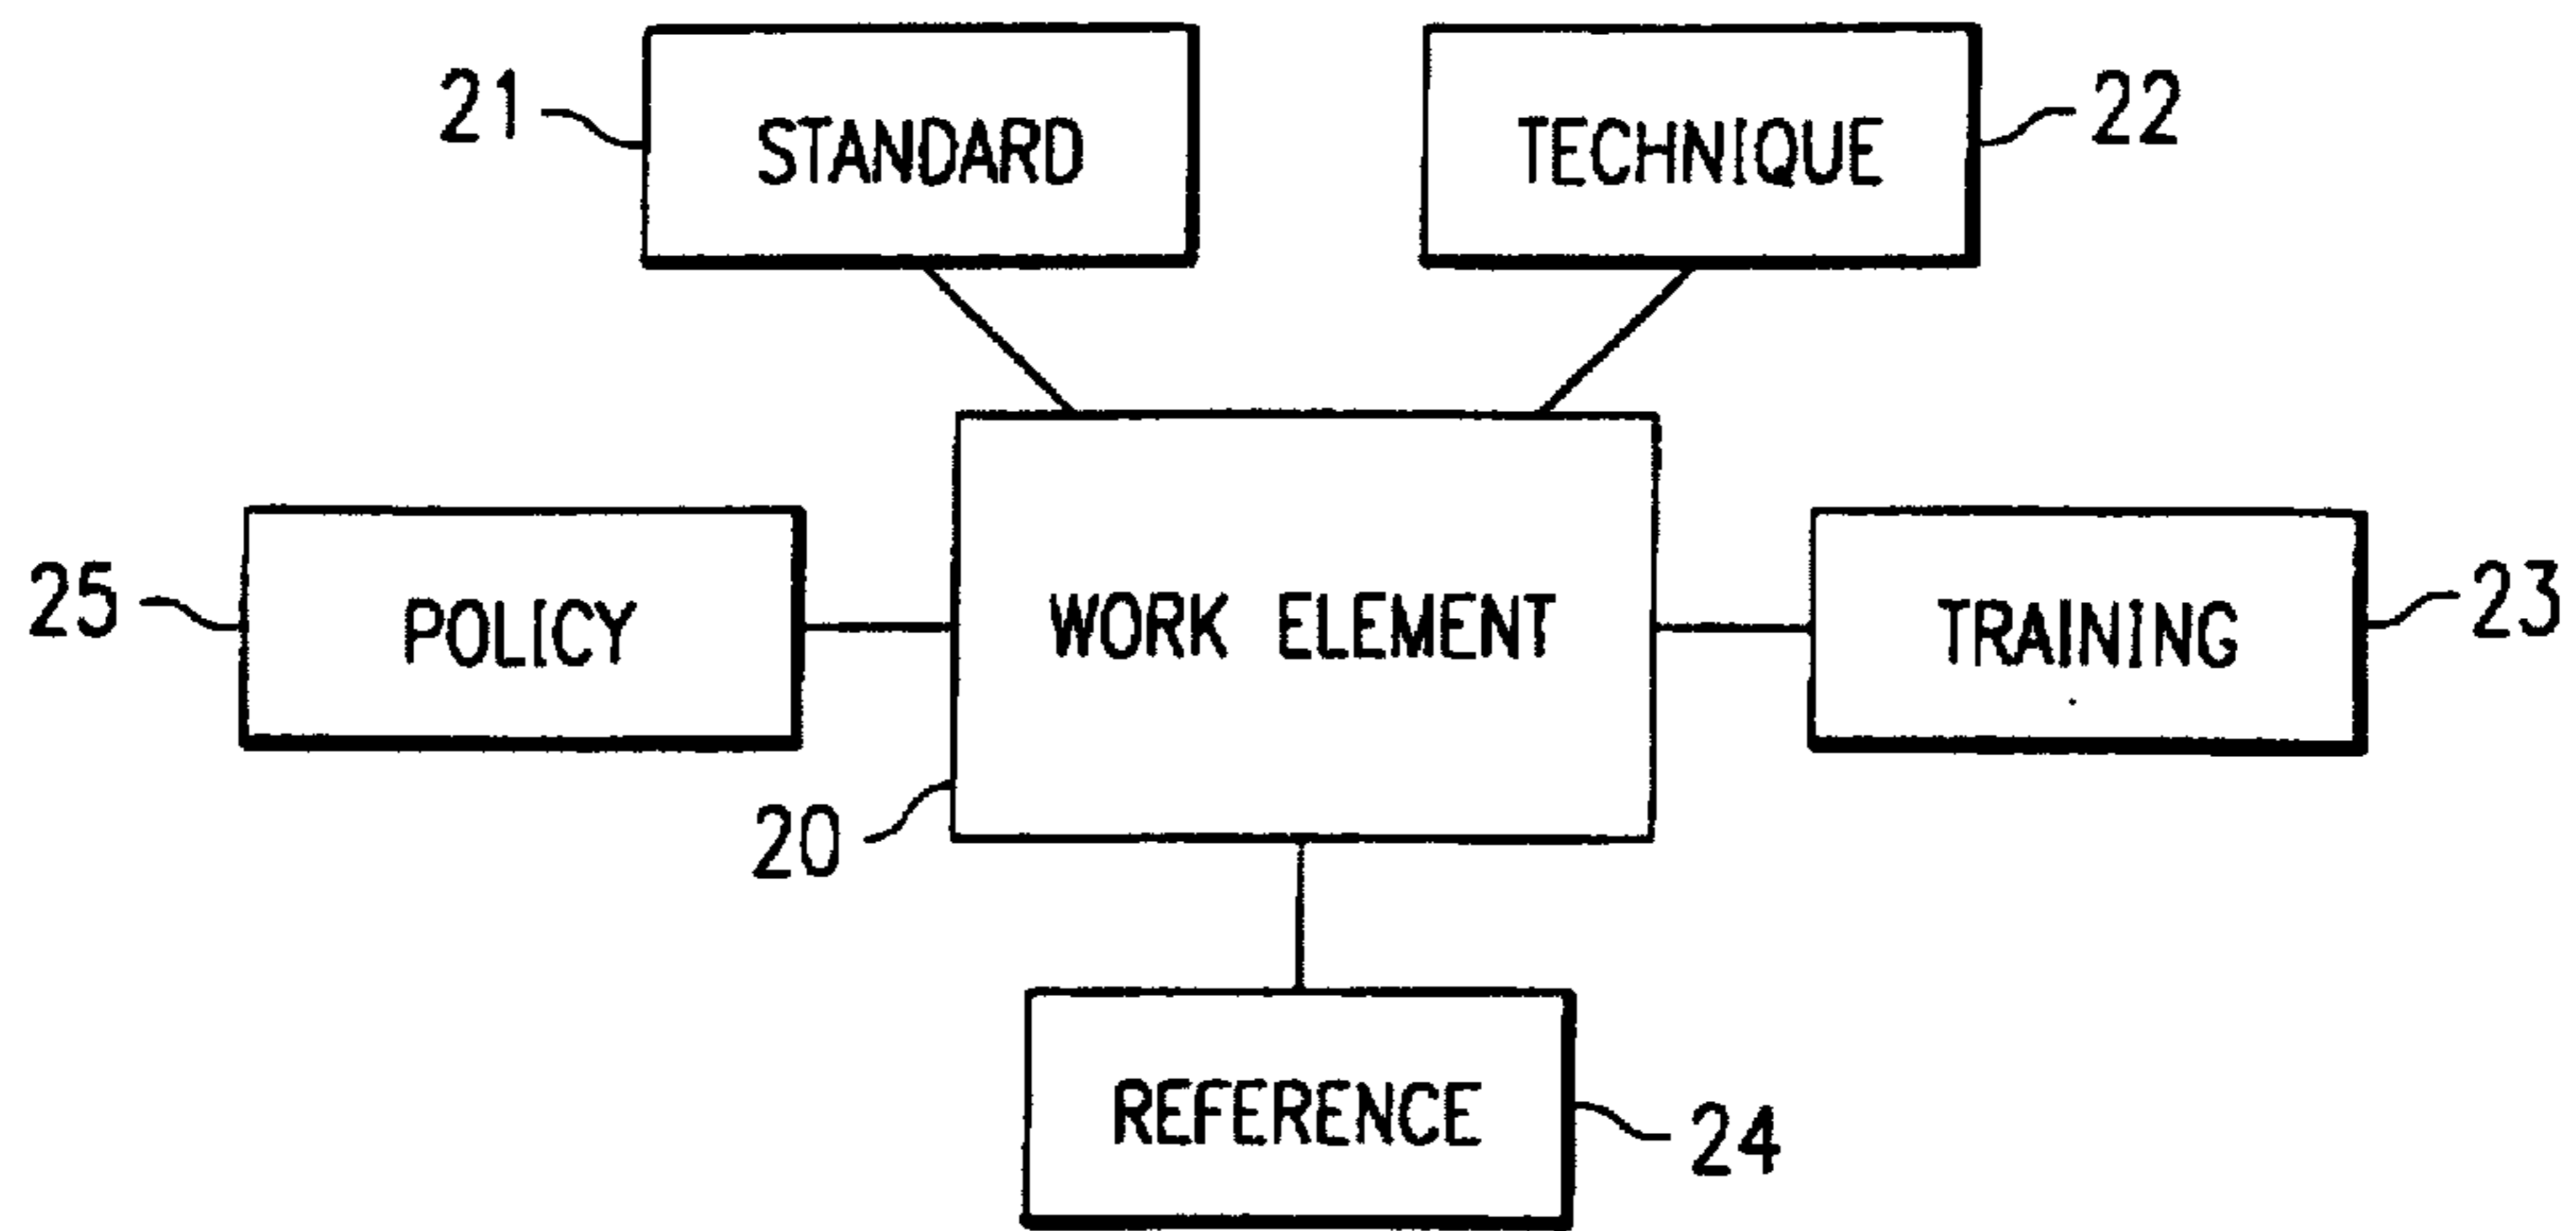 21 STANDARD
TECHNIQUE 22
25 POLICY
WORK ELEMENT
TRAINING 23
20
REFERENCE 24